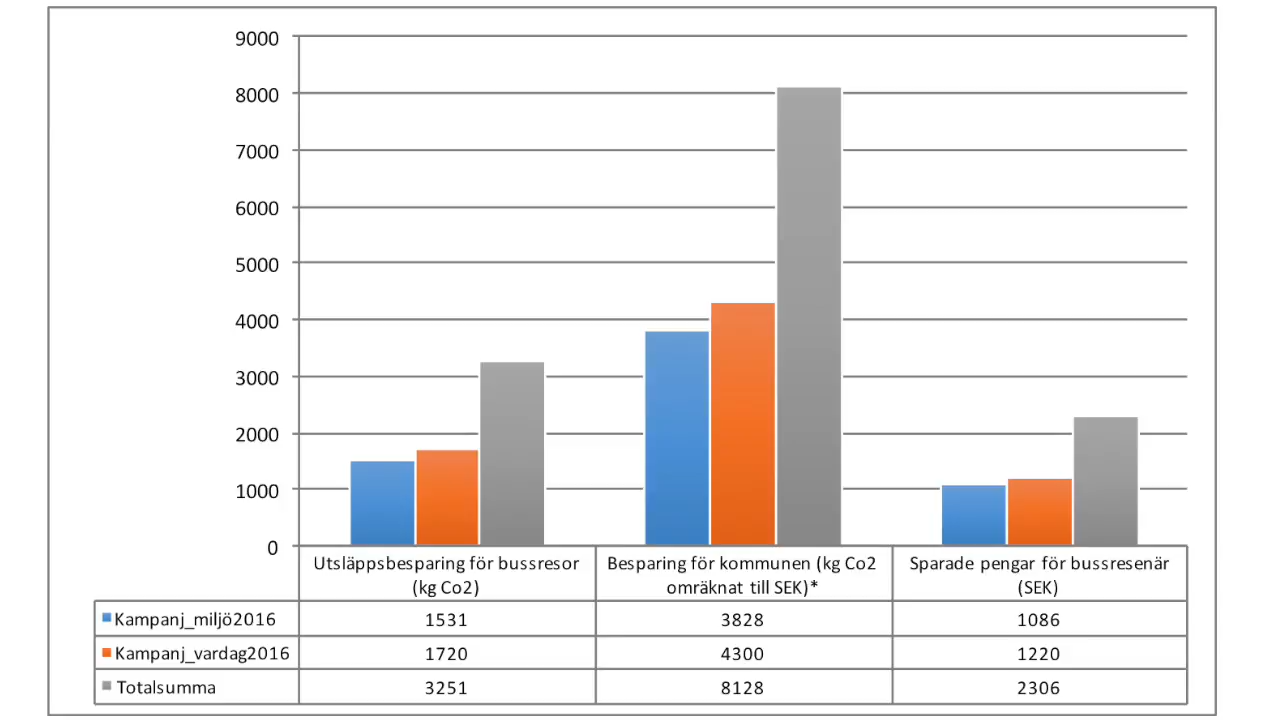 9000
8000
7000
6000
5000
4000
3000
2000
1000
0
Utsläppsbesparing för bussresor (kg Co2)
Besparing för kommunen (kg Co2 omräknat till SEK)*
Sparade pengar för bussresenär (SEK)
Kampanj_miljö2016 1531 3828 1086
Kampanj_vardag2016 1720 4300 1220
Totalsumma 3251 8128 2306